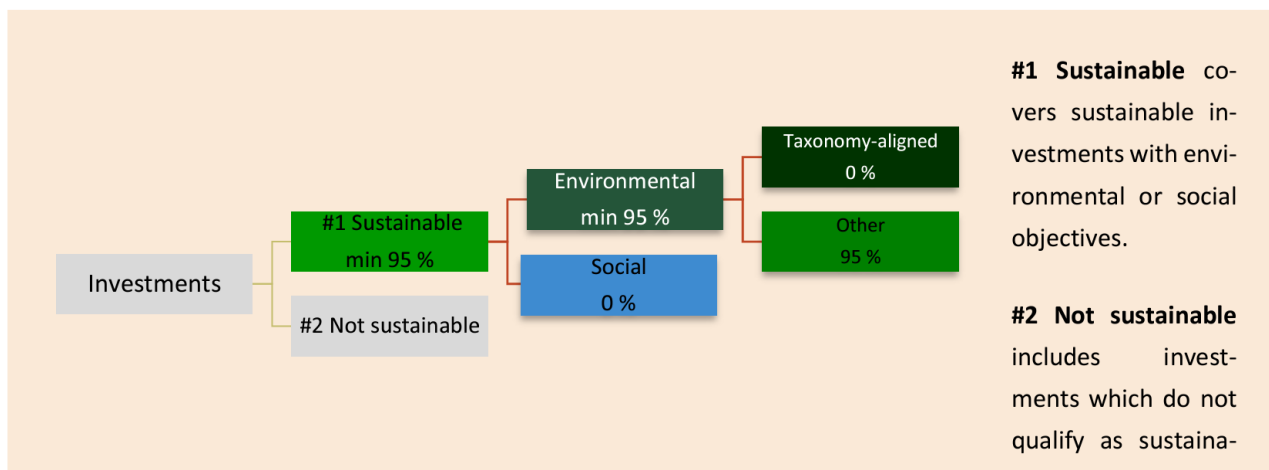 Investments
#1 Sustainable
min 95 %
#2 Not sustainable
Environmental
min 95 %
Social
0 %
Taxonomy-aligned
0 %
Other
95 %
#1 Sustainable co-
vers sustainable in-
vestments with envi-
ronmental or social
objectives.
#2 Not sustainable
includes invest-
ments which do not
qualify as sustaina-